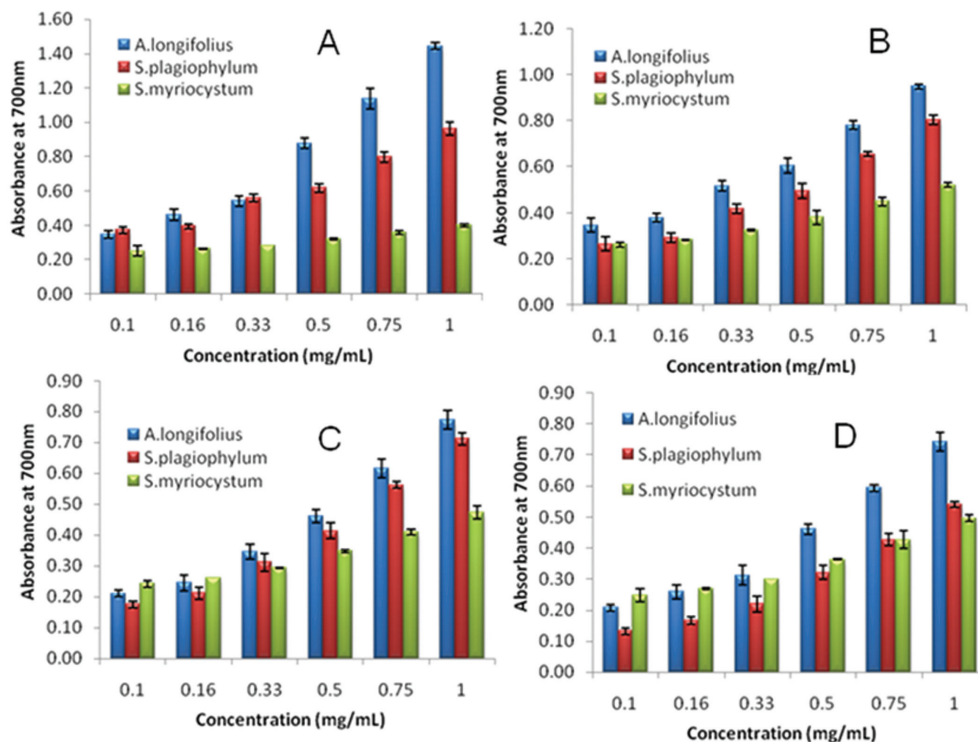 A
A.longifolius
S.plagiophylum
S.myriocystum
Absorbance at 700nm
1.60
1.40
1.20
1.00
0.80
0.60
0.40
0.20
0.00
0.1 0.16 0.33 0.5 0.75 1
Concentration (mg/mL)
B
A.longifolius
S.plagiophylum
S.myriocystum
Absorbance at 700nm
1.20
1.00
0.80
0.60
0.40
0.20
0.00
0.1 0.16 0.33 0.5 0.75 1
Concentration (mg/mL)
C
A.longifolius
S.plagiophylum
S.myriocystum
Absorbance at 700nm
0.90
0.80
0.70
0.60
0.50
0.40
0.30
0.20
0.10
0.00
0.1 0.16 0.33 0.5 0.75 1
Concentration (mg/mL)
D
A.longifolius
S.plagiophylum
S.myriocystum
Absorbance at 700nm
0.90
0.80
0.70
0.60
0.50
0.40
0.30
0.20
0.10
0.00
0.1 0.16 0.33 0.5 0.75 1
Concentration (mg/mL)